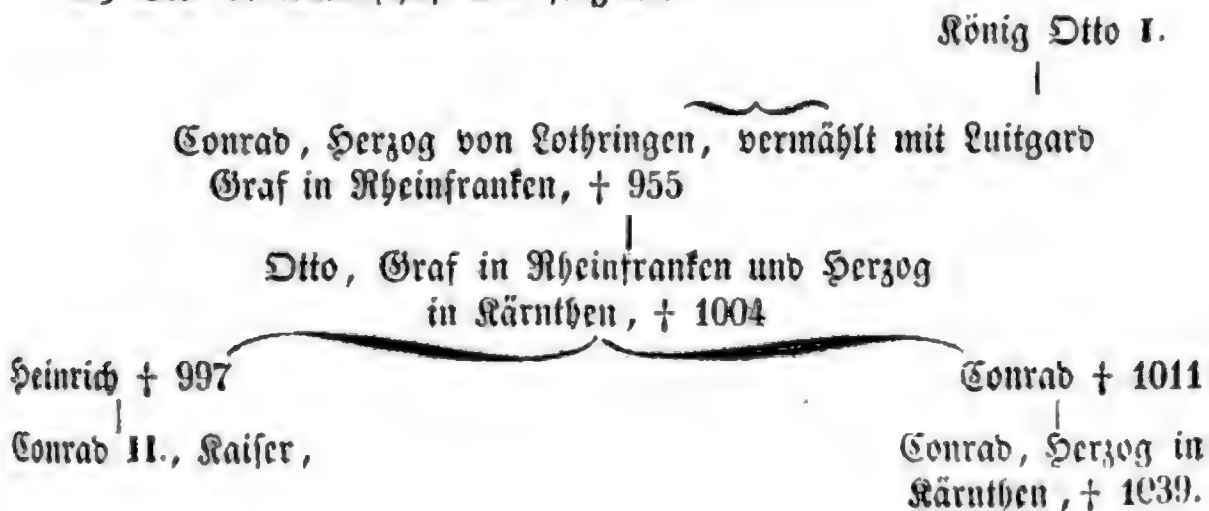 König Otto I.
Conrad, Herzog von Lothringen, vermählt mit Luitgard
Graf in Rheinfranken, † 955
Otto, Graf in Rheinfranken und Herzog
in Kärnthen, † 1004
Heinrich † 997
Conrad † 1011
Conrad II., Kaiser,
Conrad, Herzog in
Kärnthen, † 1039.